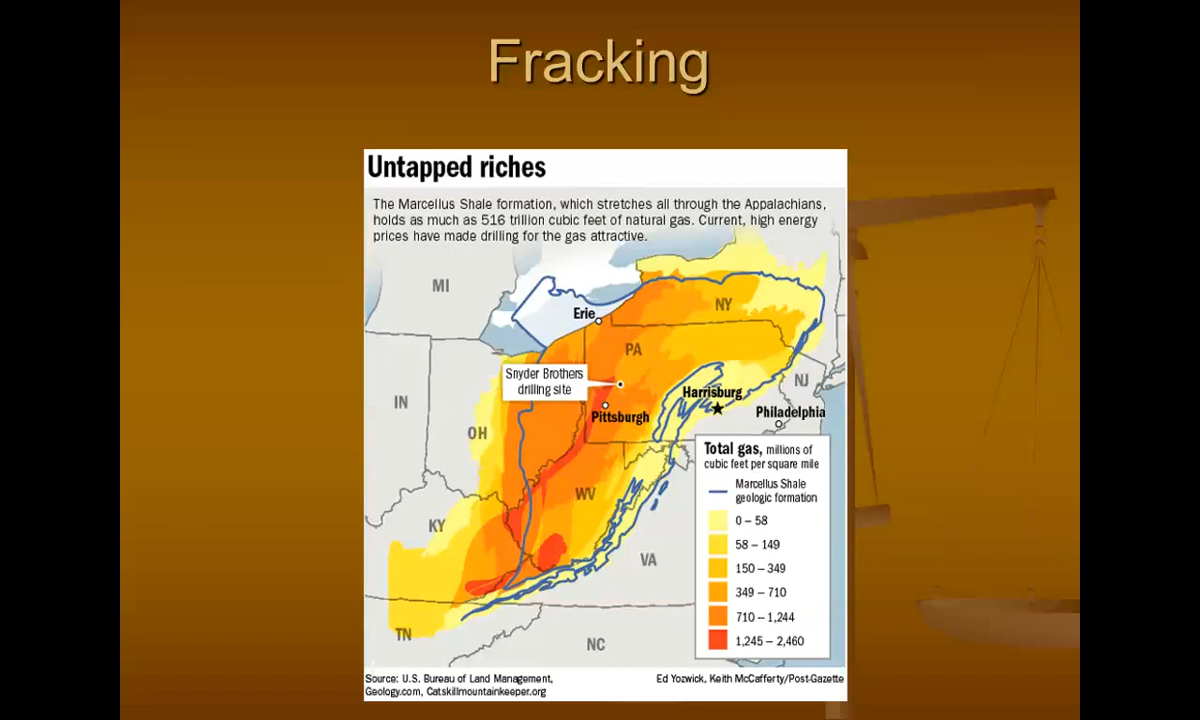 Fracking
Untapped riches
The Marcellus Shale formation, which stretches all through the Appalachians,
holds as much as 516 trillion cubic feet of natural gas. Current, high energy
prices have made drilling for the gas attractive.
MI
NY
Erie
PA
Snyder Brothers
drilling site
NJ
IN
Harrisburg
Philadelphia
Pittsburgh
OH
Total gas, millions of
cubic feet per square mile
Marcellus Shale
geologic formation
WV
KY
0 – 58
58 – 149
VA
150 – 349
349 – 710
710 – 1,244
TN
NC
1,245 – 2,460
Source: U.S. Bureau of Land Management,
Geology.com, Catskillmountainkeeper.org
Ed Yozwick, Keith McCafferty/Post-Gazette